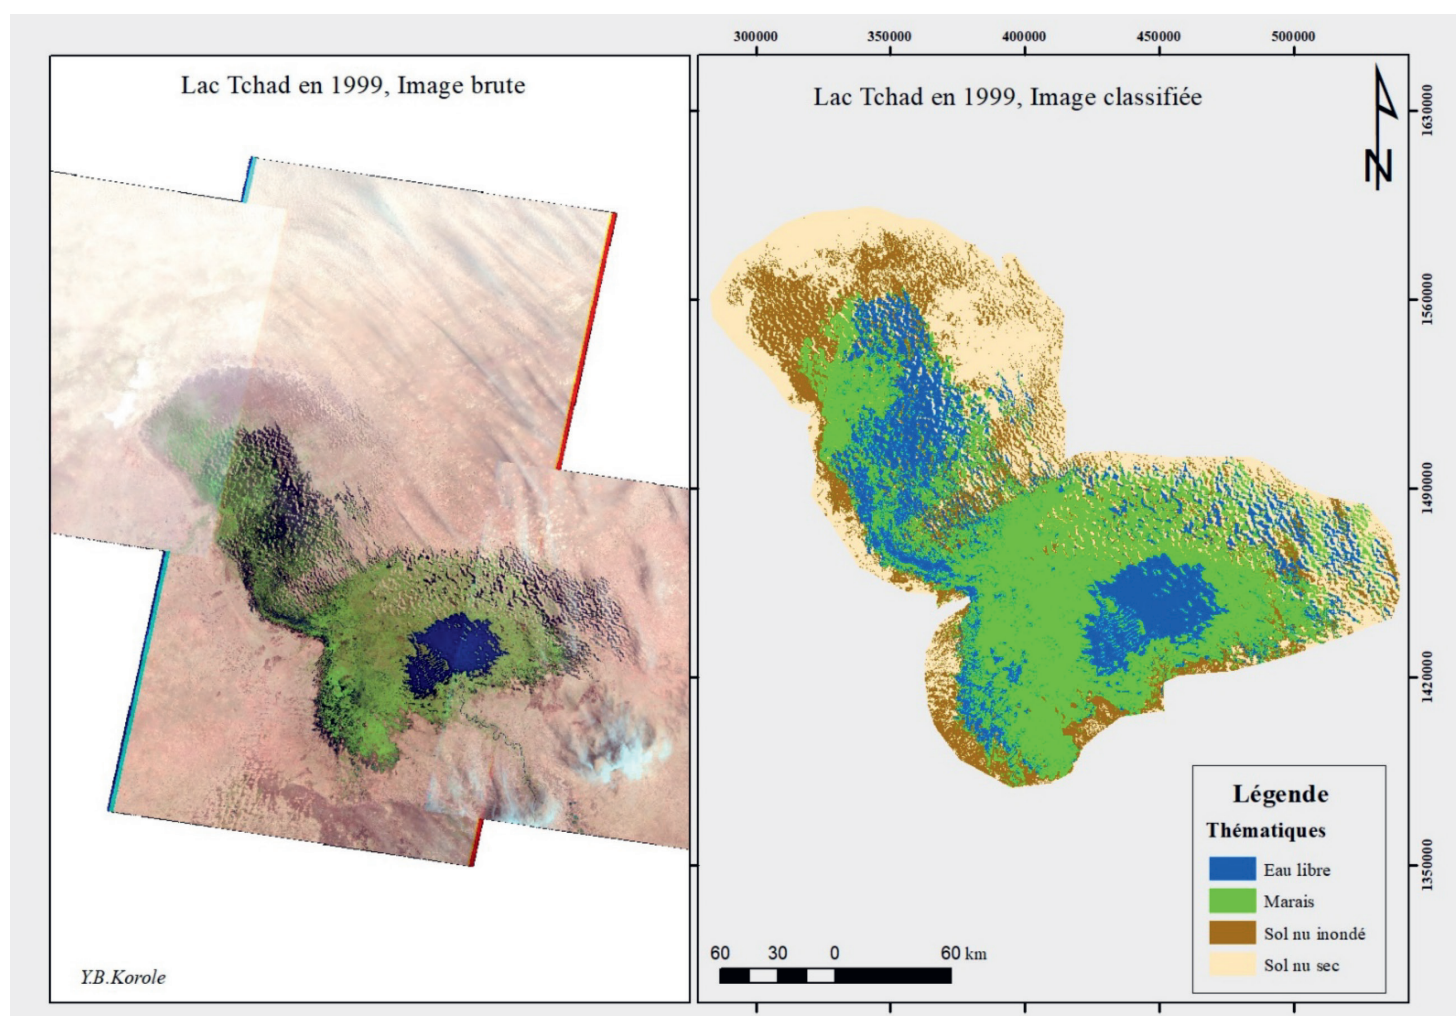 Lac Tchad en 1999, Image brute
Y.B.Korole
300000 350000 400000 450000 500000
Lac Tchad en 1999, Image classifiée
N
1630000
1560000
1490000
1420000
1350000
Légende
Thématiques
Eau libre
Marais
Sol nu inondé
Sol nu sec
60 30 0 60 km